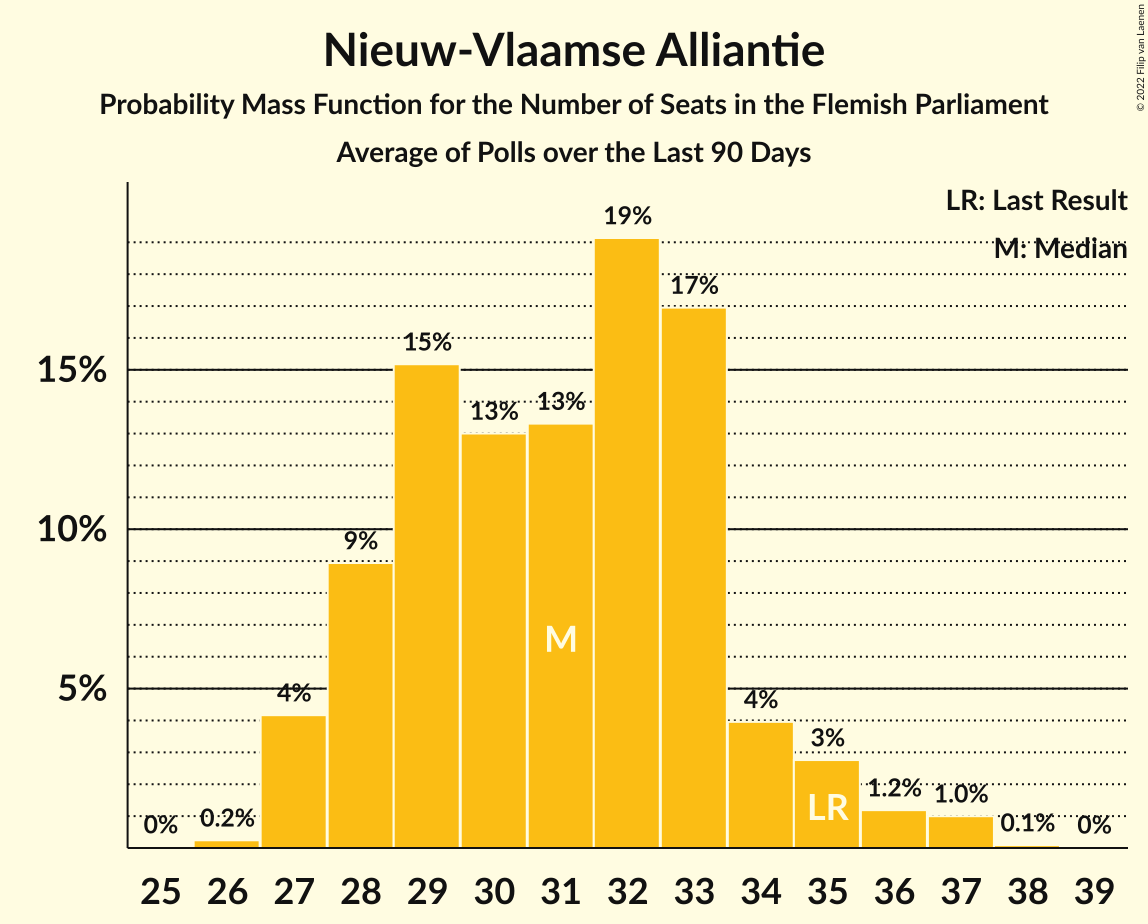 Nieuw-Vlaamse Alliantie
Probability Mass Function for the Number of Seats in the Flemish Parliament
Average of Polls over the Last 90 Days
© 2022 Filip van Laenen
LR: Last Result
M: Median
15%
10%
5%
0%
0.2%
4%
9%
15%
13%
13%
19%
17%
4%
3%
1.2%
1.0%
0.1%
0%
M
LR
25 26 27 28 29 30 31 32 33 34 35 36 37 38 39